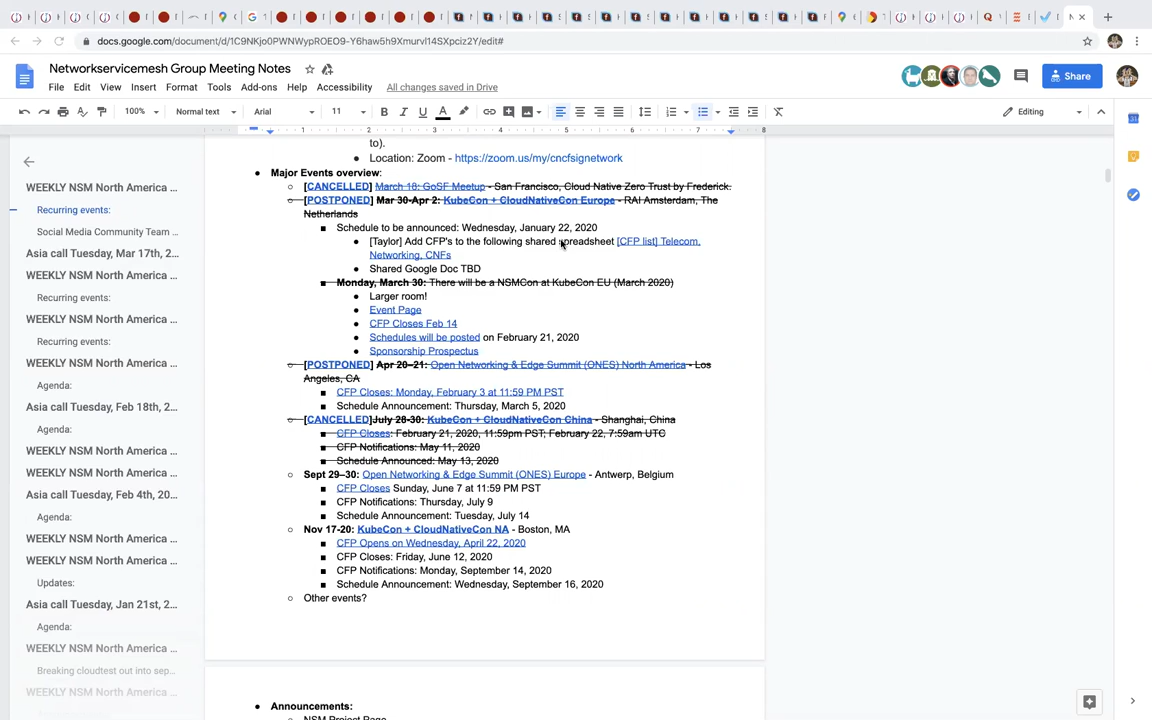 docs.google.com/document/d/1C9NKjo0PWNWypROEO9-Y6haw5h9Xmurvl14SXpciz2Y/edit#
Networkservicemesh Group Meeting Notes
File Edit View Insert Format Tools Add-ons Help Accessibility All changes saved in Drive
Share
100% Normal text Arial 11 Editing
1 2 3 4 5 6 7 8
to).
Location: Zoom - https://zoom.us/my/cncfsignetwork
Major Events overview:
[CANCELLED] March 18: GoSF Meetup - San Francisco, Cloud Native Zero Trust by Frederick.
[POSTPONED] Mar 30-Apr 2: KubeCon + CloudNativeCon Europe - RAI Amsterdam, The
Netherlands
Schedule to be announced: Wednesday, January 22, 2020
[Taylor] Add CFP's to the following shared spreadsheet [CFP list] Telecom,
Networking, CNFs
Shared Google Doc TBD
Monday, March 30: There will be a NSMCon at KubeCon EU (March 2020)
Larger room!
Event Page
CFP Closes Feb 14
Schedules will be posted on February 21, 2020
Sponsorship Prospectus
[POSTPONED] Apr 20–21: Open Networking & Edge Summit (ONES) North America - Los
Angeles, CA
CFP Closes: Monday, February 3 at 11:59 PM PST
Schedule Announcement: Thursday, March 5, 2020
[CANCELLED]July 28-30: KubeCon + CloudNativeCon China - Shanghai, China
CFP Closes: February 21, 2020, 11:59pm PST; February 22, 7:59am UTC
CFP Notifications: May 11, 2020
Schedule Announced: May 13, 2020
Sept 29–30: Open Networking & Edge Summit (ONES) Europe - Antwerp, Belgium
CFP Closes Sunday, June 7 at 11:59 PM PST
CFP Notifications: Thursday, July 9
Schedule Announcement: Tuesday, July 14
Nov 17-20: KubeCon + CloudNativeCon NA - Boston, MA
CFP Opens on Wednesday, April 22, 2020
CFP Closes: Friday, June 12, 2020
CFP Notifications: Monday, September 14, 2020
Schedule Announcement: Wednesday, September 16, 2020
Other events?
Announcements:
NSM Project Page
WEEKLY NSM North America ...
Recurring events:
Social Media Community Team ...
Asia call Tuesday, Mar 17th, 2...
WEEKLY NSM North America ...
Recurring events:
WEEKLY NSM North America ...
Recurring events:
WEEKLY NSM North America ...
Agenda:
Asia call Tuesday, Feb 18th, 2...
Agenda:
WEEKLY NSM North America ...
WEEKLY NSM North America ...
Asia call Tuesday, Feb 4th, 20...
Agenda:
WEEKLY NSM North America ...
WEEKLY NSM North America ...
Updates:
Asia call Tuesday, Jan 21st, 2...
Agenda:
WEEKLY NSM North America ...
Breaking cloudtest out into sep...
WEEKLY NSM North America ...